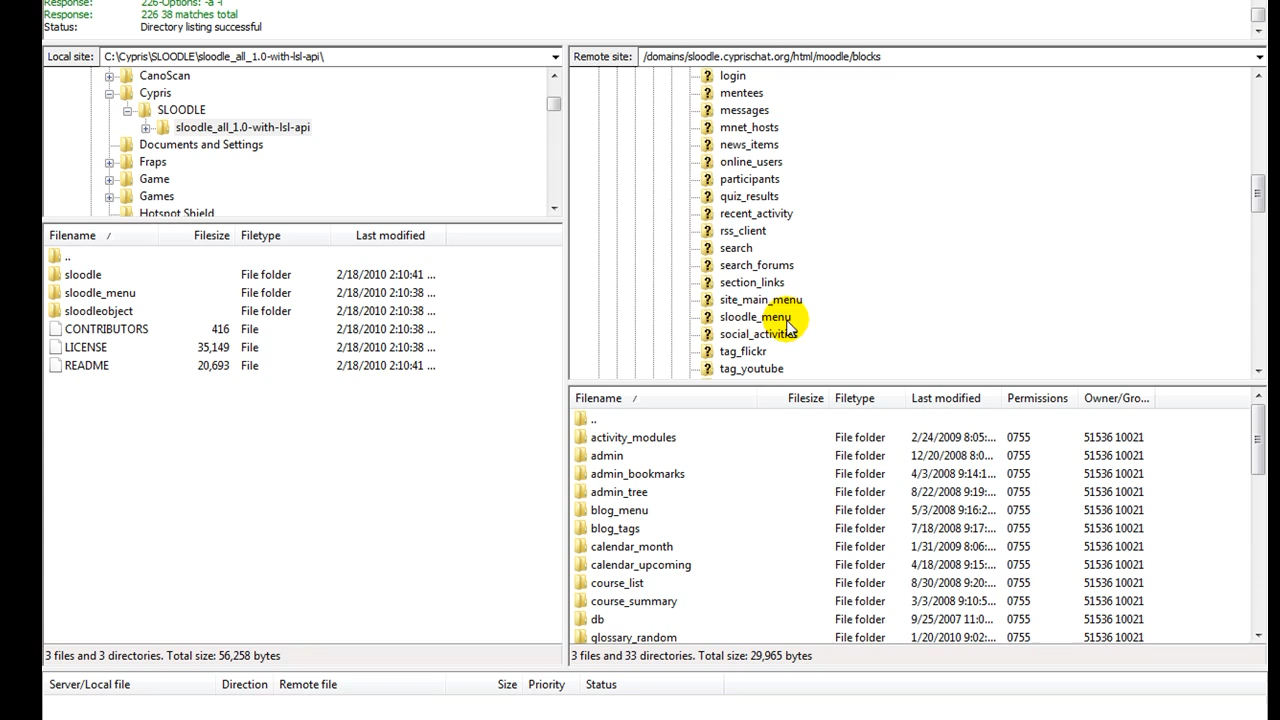 Response: 226-Options: -a -l
Response: 226 38 matches total
Status: Directory listing successful
Local site: C:\Cypris\SLOODLE\sloodle_all_1.0-with-lsl-api\
CanoScan
Cypris
SLOODLE
sloodle_all_1.0-with-lsl-api
Documents and Settings
Fraps
Game
Games
Hotspot Shield
Filename / Filesize Filetype Last modified
..
sloodle File folder 2/18/2010 2:10:41 ...
sloodle_menu File folder 2/18/2010 2:10:38 ...
sloodleobject File folder 2/18/2010 2:10:38 ...
CONTRIBUTORS 416 File 2/18/2010 2:10:38 ...
LICENSE 35,149 File 2/18/2010 2:10:38 ...
README 20,693 File 2/18/2010 2:10:41 ...
3 files and 3 directories. Total size: 56,258 bytes
Remote site: /domains/sloodle.cyprischat.org/html/moodle/blocks
login
mentees
messages
mnet_hosts
news_items
online_users
participants
quiz_results
recent_activity
rss_client
search
search_forums
section_links
site_main_menu
sloodle_menu
social_activities
tag_flickr
tag_youtube
Filename / Filesize Filetype Last modified Permissions Owner/Gro...
..
activity_modules File folder 2/24/2009 8:05:... 0755 51536 10021
admin File folder 12/20/2008 8:0... 0755 51536 10021
admin_bookmarks File folder 4/3/2008 9:14:1... 0755 51536 10021
admin_tree File folder 8/22/2008 9:19:... 0755 51536 10021
blog_menu File folder 5/3/2008 9:16:2... 0755 51536 10021
blog_tags File folder 7/18/2008 9:17:... 0755 51536 10021
calendar_month File folder 1/31/2009 8:06:... 0755 51536 10021
calendar_upcoming File folder 4/18/2008 9:15:... 0755 51536 10021
course_list File folder 8/30/2008 9:20:... 0755 51536 10021
course_summary File folder 3/3/2008 9:10:5... 0755 51536 10021
db File folder 9/25/2007 11:0... 0755 51536 10021
glossary_random File folder 1/20/2010 9:02:... 0755 51536 10021
3 files and 33 directories. Total size: 29,965 bytes
Server/Local file Direction Remote file Size Priority Status